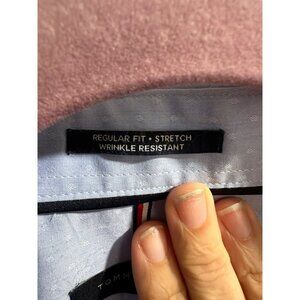 REGULAR FIT • STRETCH
WRINKLE RESISTANT